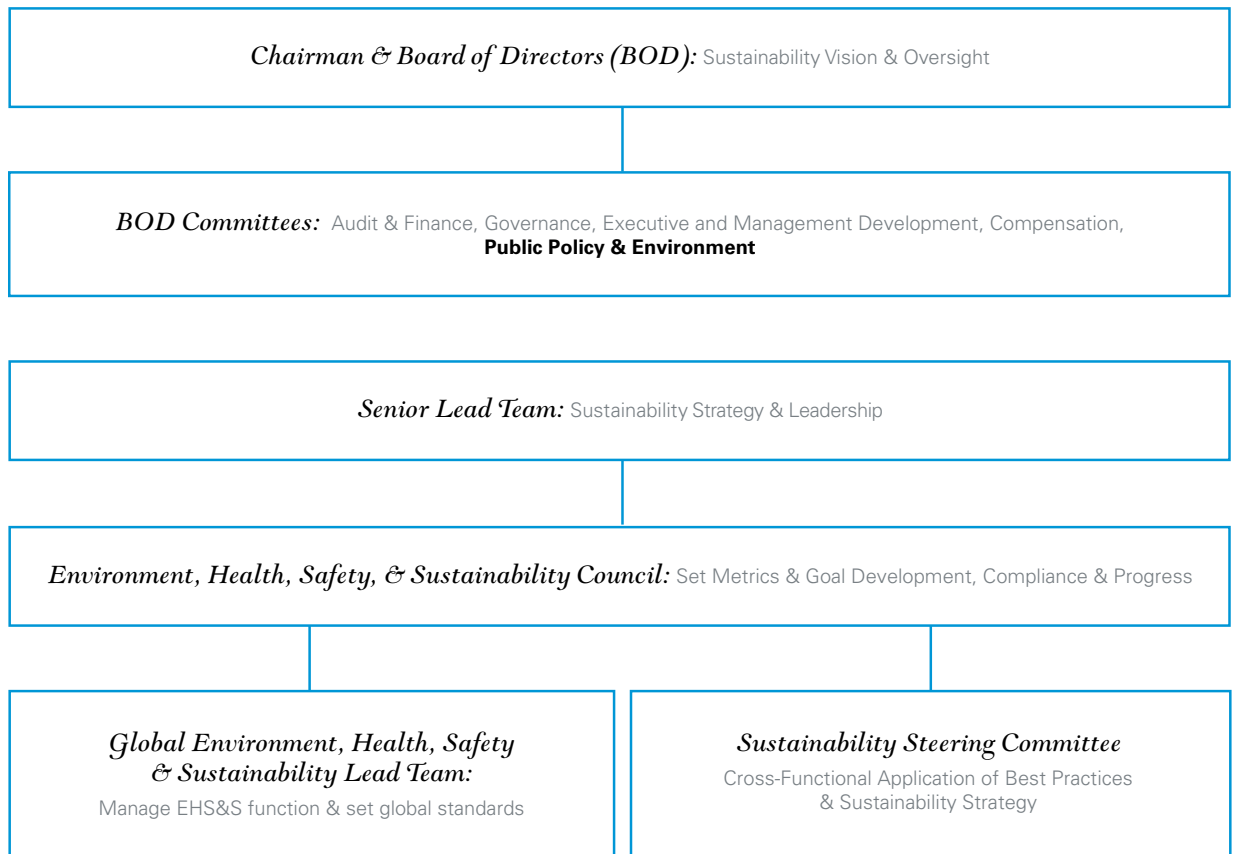 Chairman & Board of Directors (BOD): Sustainability Vision & Oversight
BOD Committees: Audit & Finance, Governance, Executive and Management Development, Compensation,
Public Policy & Environment
Senior Lead Team: Sustainability Strategy & Leadership
Environment, Health, Safety, & Sustainability Council: Set Metrics & Goal Development, Compliance & Progress
Global Environment, Health, Safety
& Sustainability Lead Team:
Manage EHS&S function & set global standards
Sustainability Steering Committee
Cross-Functional Application of Best Practices
& Sustainability Strategy